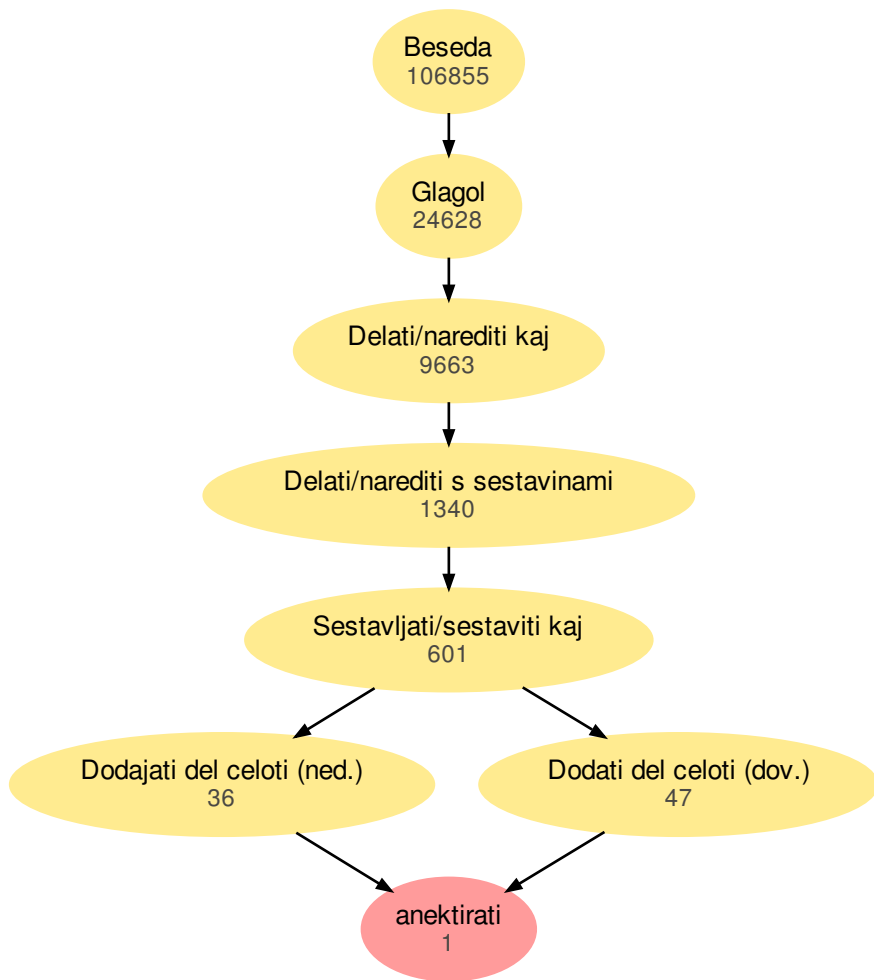 Beseda
106855
Glagol
24628
Delati/narediti kaj
9663
Delati/narediti s sestavinami
1340
Sestavljati/sestaviti kaj
601
Dodajati del celoti (ned.)
36
Dodati del celoti (dov.)
47
anektirati
1